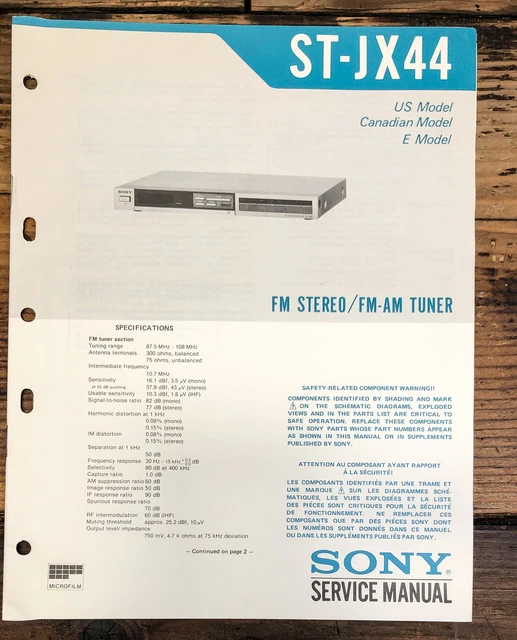 ST-JX44
US Model
Canadian Model
E Model
SONY
FM STEREO/FM-AM TUNER
SPECIFICATIONS
FM tuner section
Tuning range 87.5 MHz - 108 MHz
Antenna terminals 300 ohms, balanced
75 ohms, unbalanced
Intermediate frequency
10.7 MHz
Sensitivity 16.1 dBf, 3.5 μV (mono)
at 50 dB quieting 37.9 dBf, 43 μV (stereo)
Usable sensitivity 10.3 dBf, 1.8 μV (IHF)
Signal-to-noise ratio 82 dB (mono)
77 dB (stereo)
Harmonic distortion at 1 kHz
0.08% (mono)
0.15% (stereo)
IM distortion 0.08% (mono)
0.15% (stereo)
Separation at 1 kHz
50 dB
Frequency response 30 Hz - 15 kHz dB
Selectivity 80 dB at 400 kHz
Capture ratio 1.0 dB
AM suppression ratio 60 dB
Image response ratio 50 dB
IF response ratio 90 dB
Spurious response ratio
70 dB
RF intermodulation 60 dB (IHF)
Muting threshold approx. 25.2 dBf, 10 μV
Output level/impedance
750 mV, 4.7 k ohms at 75 kHz deviation
— Continued on page 2 —
MICROFILM
SAFETY-RELATED COMPONENT WARNING!!
COMPONENTS IDENTIFIED BY SHADING AND MARK
⚠ ON THE SCHEMATIC DIAGRAMS, EXPLODED
VIEWS AND IN THE PARTS LIST ARE CRITICAL TO
SAFE OPERATION. REPLACE THESE COMPONENTS
WITH SONY PARTS WHOSE PART NUMBERS APPEAR
AS SHOWN IN THIS MANUAL OR IN SUPPLEMENTS
PUBLISHED BY SONY.
ATTENTION AU COMPOSANT AYANT RAPPORT
À LA SÉCURITÉ!
LES COMPOSANTS IDENTIFIÉS PAR UNE TRAME ET
UNE MARQUE ⚠ SUR LES DIAGRAMMES SCHÉ-
MATIQUES, LES VUES EXPLOSÉES ET LA LISTE
DES PIÈCES SONT CRITIQUES POUR LA SÉCURITÉ
DE FONCTIONNEMENT. NE REMPLACER CES
COMPOSANTS QUE PAR DES PIÈCES SONY DONT
LES NUMÉROS SONT DONNÉS DANS CE MANUEL
OU DANS LES SUPPLÉMENTS PUBLIÉS PAR SONY.
SONY®
SERVICE MANUAL